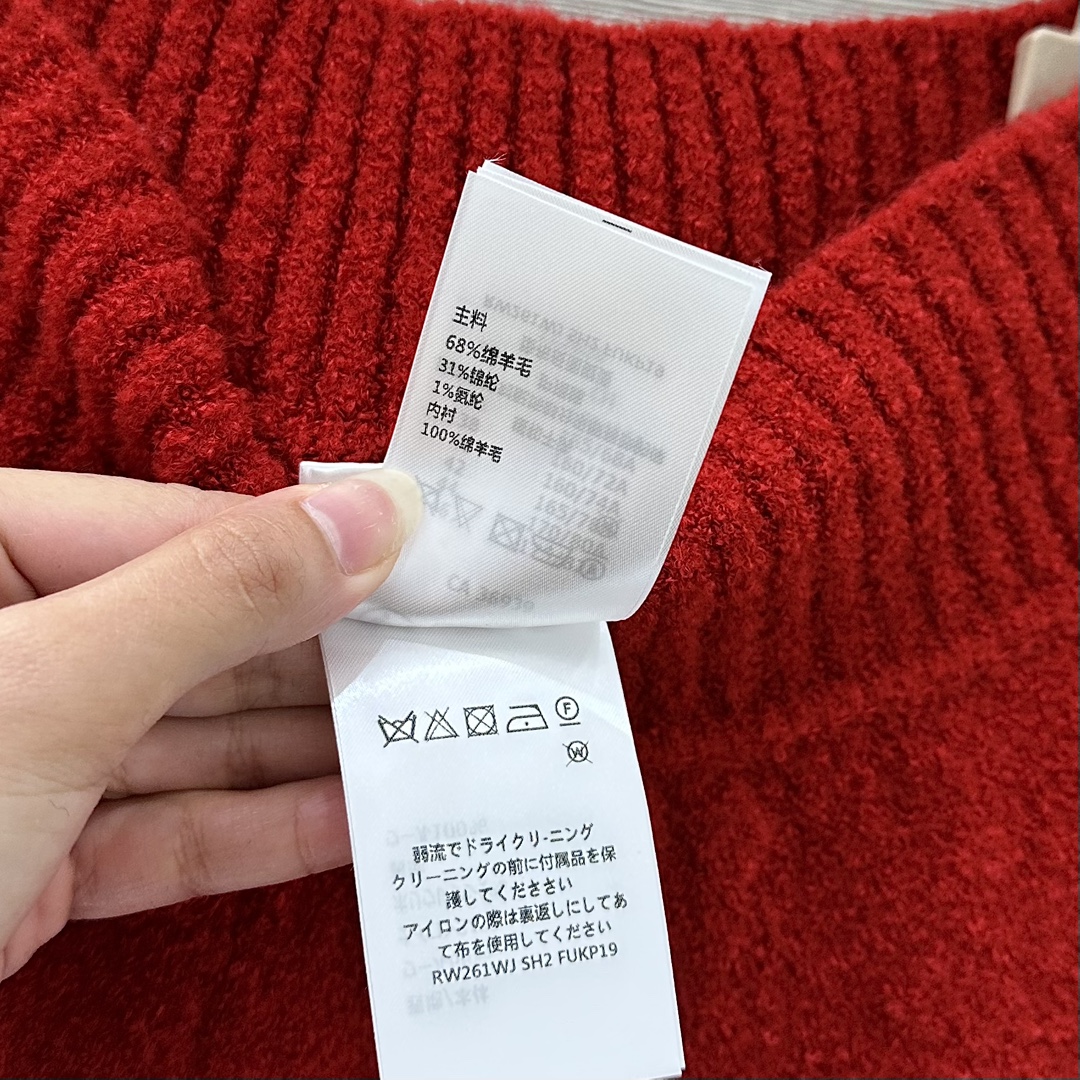 主料
68%绵羊毛
31%锦纶
1%氨纶
内衬
100%绵羊毛
CA 36939
F
W
弱流でドライクリ-ニング
クリーニングの前に付属品を保
護してくだささい
アイロンの際は裏返しにしてあ
て布を使用してください
RW261WJ SH2 FUKP19